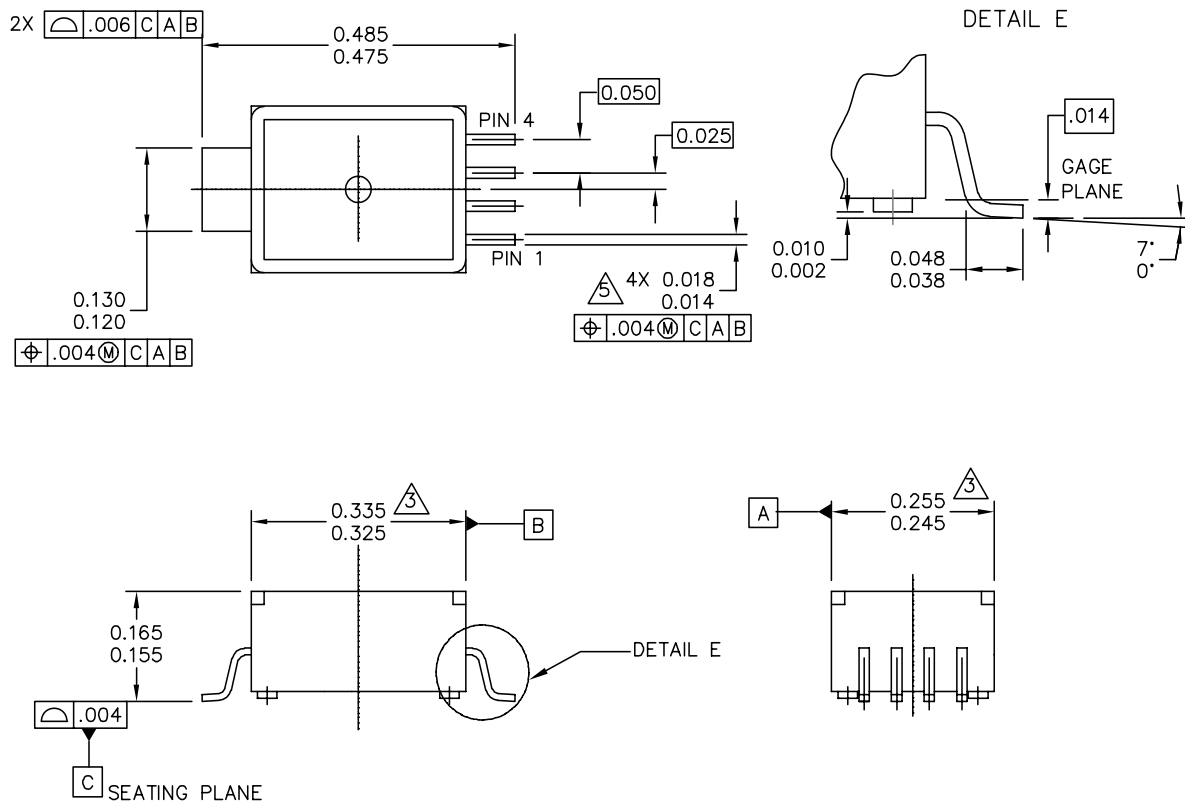 2X .006 C A B
0.485
0.475
DETAIL E
0.050
PIN 4
0.025
.014
GAGE
PLANE
PIN 1
0.010
0.002
0.048
0.038
7°
0°
5 4X 0.018
0.014
.004 M C A B
0.130
0.120
.004 M C A B
0.335 3
0.325
B
A
0.255 3
0.245
0.165
0.155
DETAIL E
.004
C SEATING PLANE